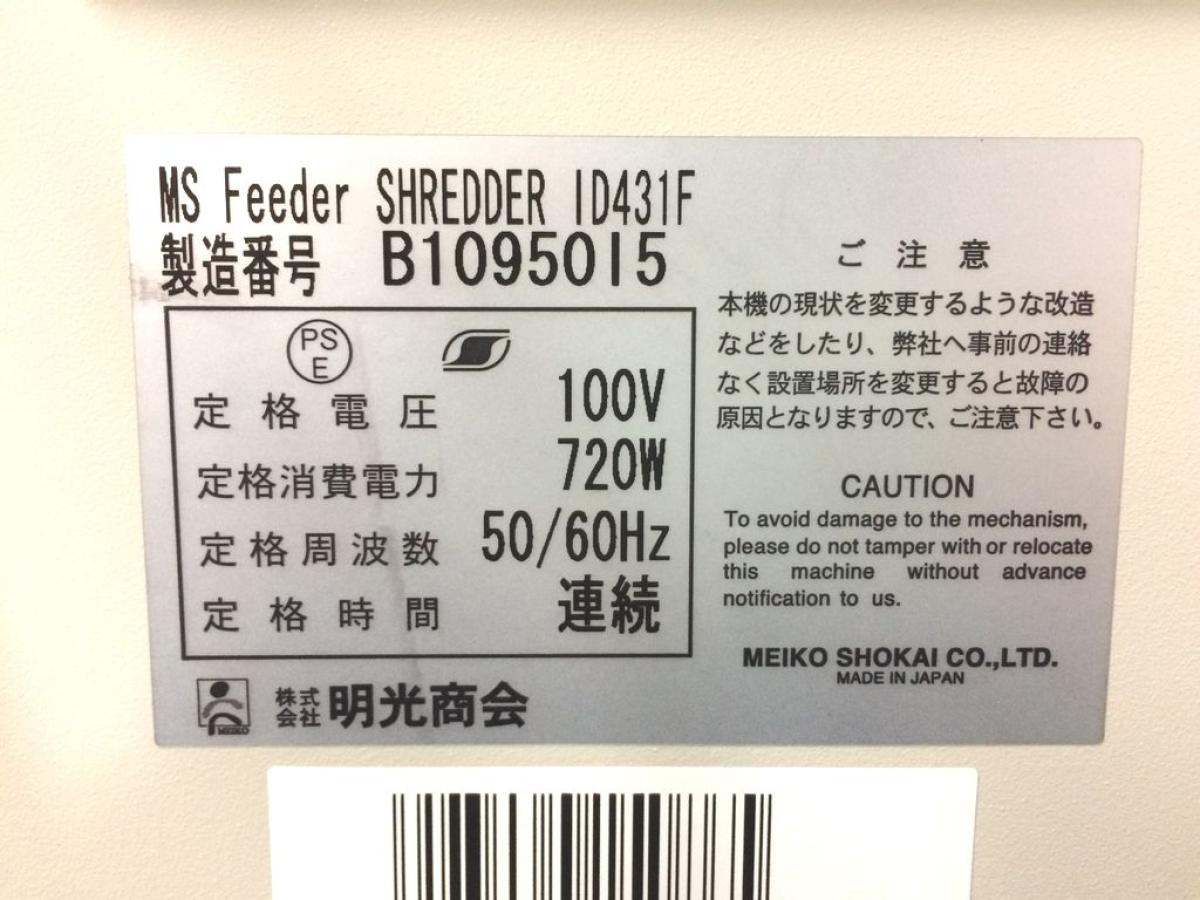 MS Feeder SHREDDER ID431F
製造番号 B1095015
PS
E
定格電圧 100V
定格消費電力 720W
定格周波数 50/60Hz
定格時間 連続
MEIKO
株式会社 明光商会
ご注意
本機の現状を変更するような改造
などをしたり、弊社へ事前の連絡
なく設置場所を変更すると故障の
原因となりますので、ご注意下さい。
CAUTION
To avoid damage to the mechanism,
please do not tamper with or relocate
this machine without advance
notification to us.
MEIKO SHOKAI CO.,LTD.
MADE IN JAPAN